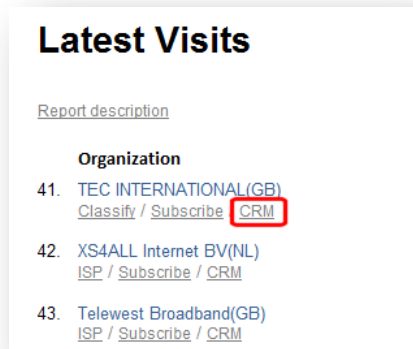 Latest Visits
Report description
Organization
41. TEC INTERNATIONAL(GB)
Classify / Subscribe / CRM
42. XS4ALL Internet BV(NL)
ISP / Subscribe / CRM
43. Telewest Broadband(GB)
ISP / Subscribe / CRM